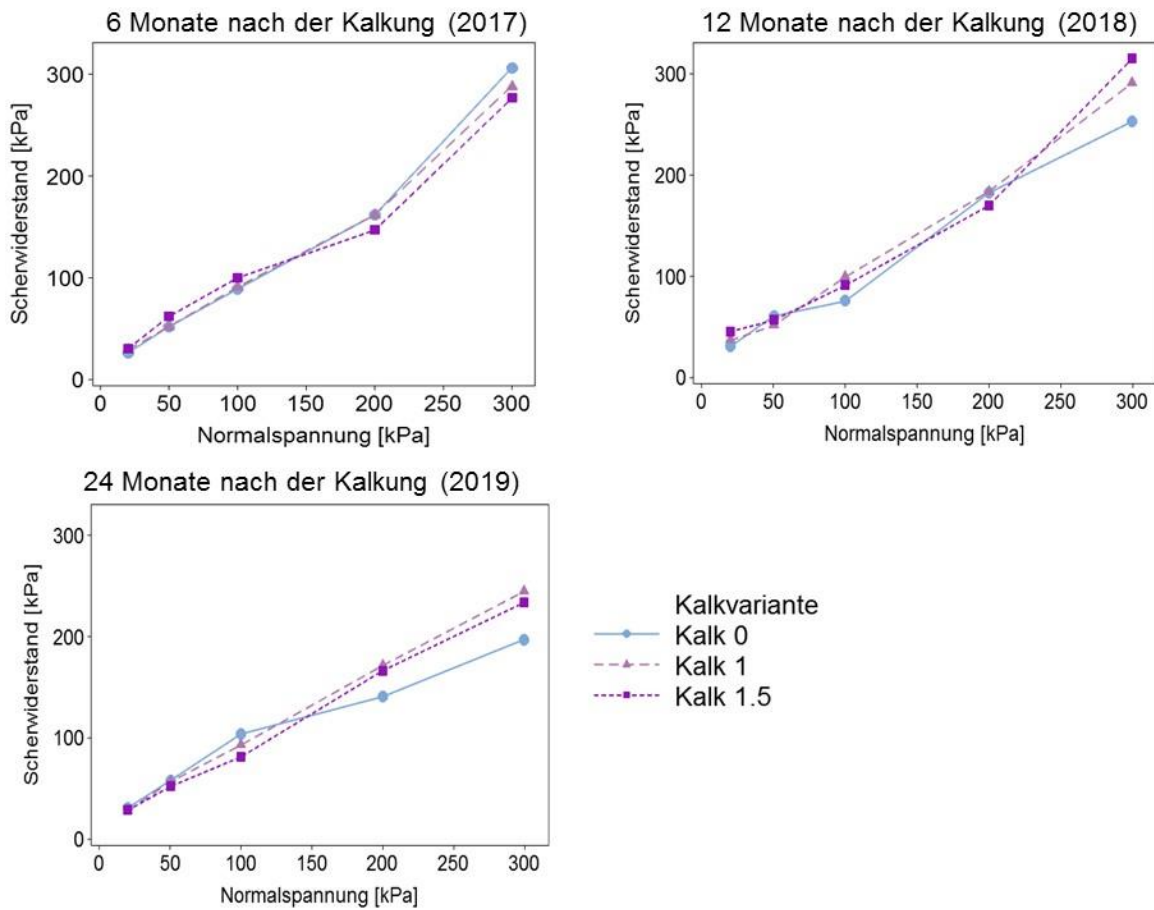 6 Monate nach der Kalkung (2017)
Scherwiderstand [kPa]
300
200
100
0
0 50 100 150 200 250 300
Normalspannung [kPa]
12 Monate nach der Kalkung (2018)
Scherwiderstand [kPa]
300
200
100
0
0 50 100 150 200 250 300
Normalspannung [kPa]
24 Monate nach der Kalkung (2019)
Scherwiderstand [kPa]
300
200
100
0
0 50 100 150 200 250 300
Normalspannung [kPa]
Kalkvariante
Kalk 0
Kalk 1
Kalk 1.5